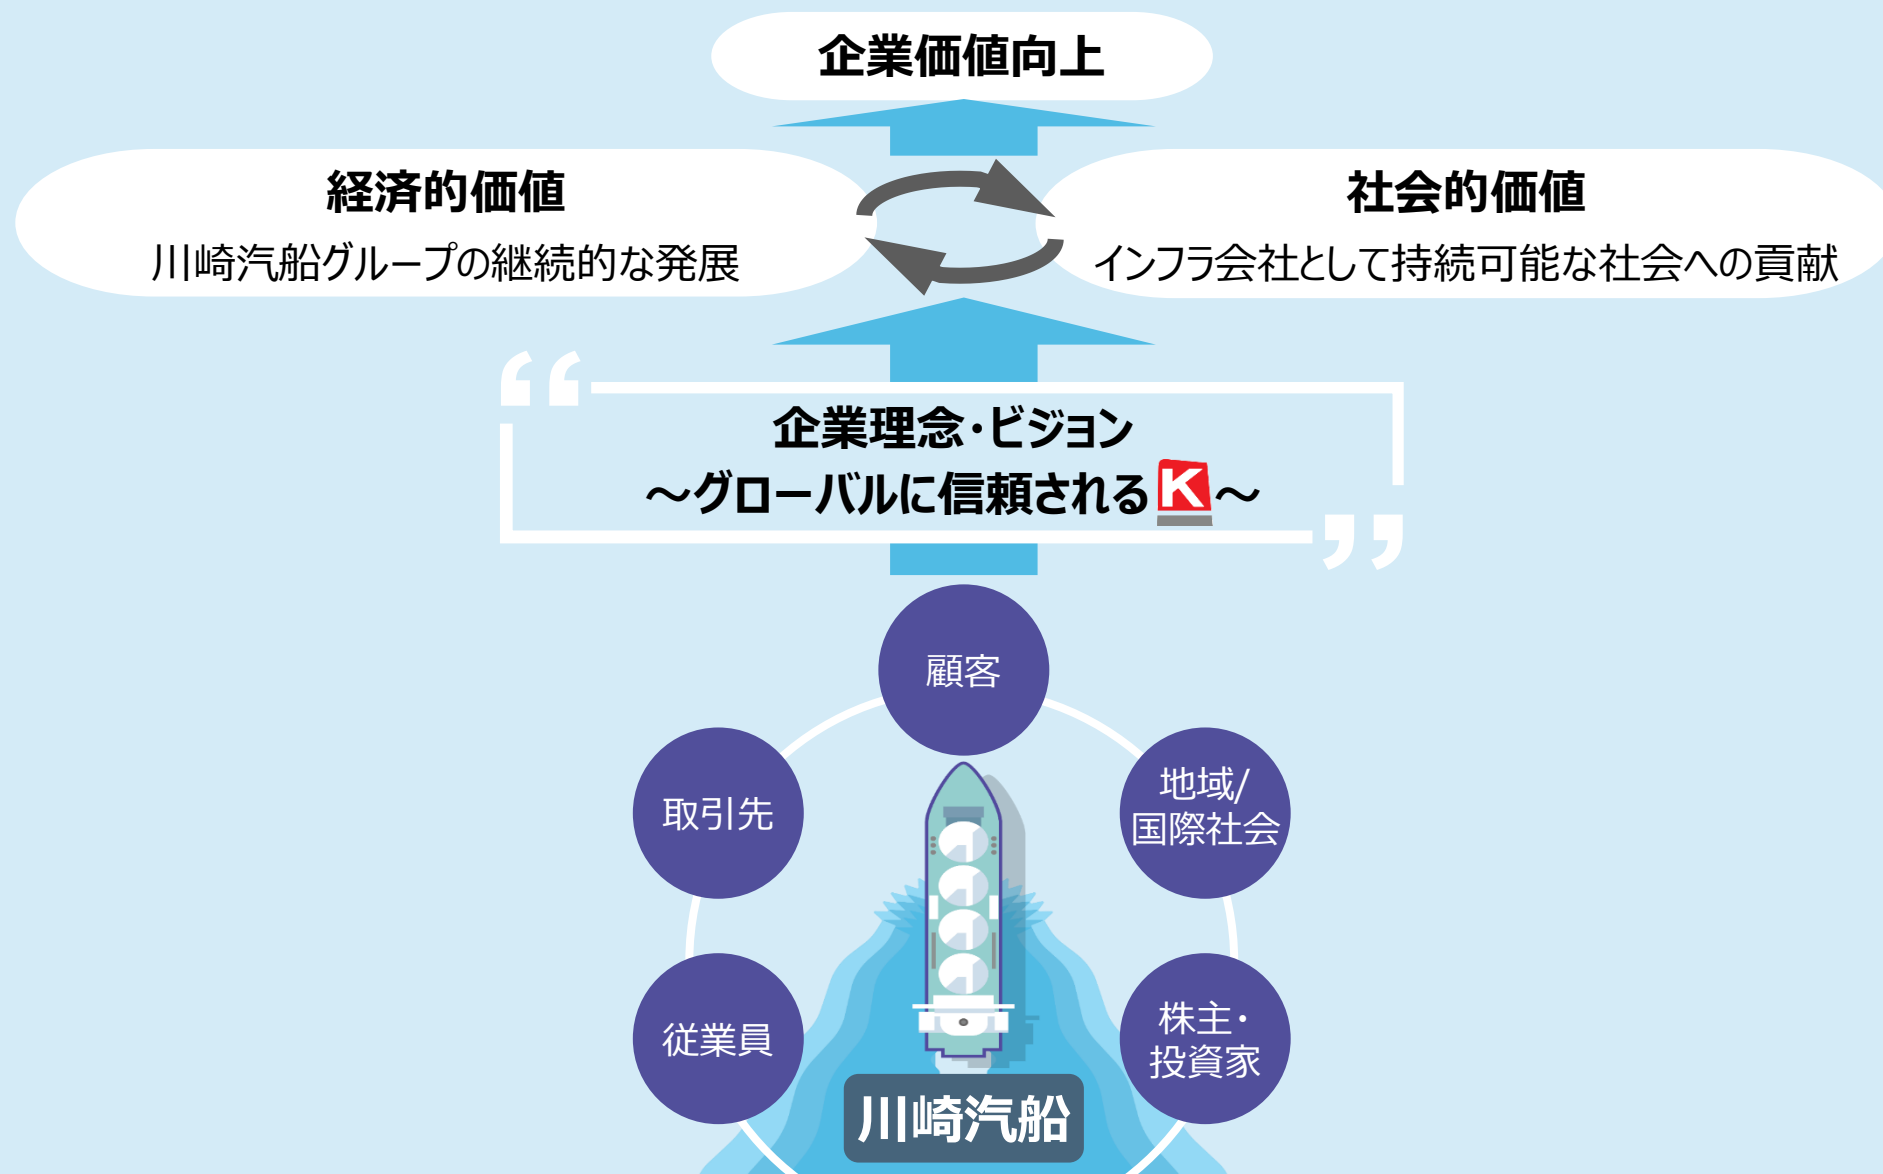 企業価値向上
経済的価値
川崎汽船グループの継続的な発展
社会的価値
インフラ会社として持続可能な社会への貢献
企業理念・ビジョン
～グローバルに信頼されるK～
顧客
取引先
地域/
国際社会
従業員
株主・
投資家
川崎汽船